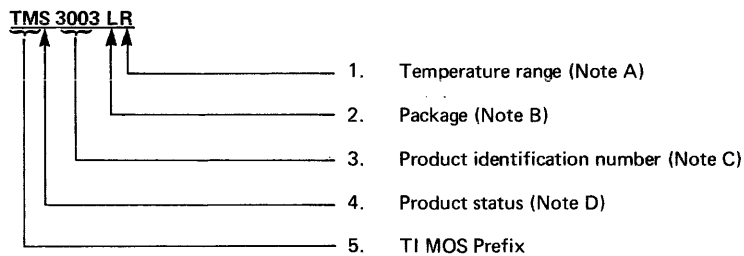 TMS 3003 LR
1. Temperature range (Note A)
2. Package (Note B)
3. Product identification number (Note C)
4. Product status (Note D)
5. TI MOS Prefix